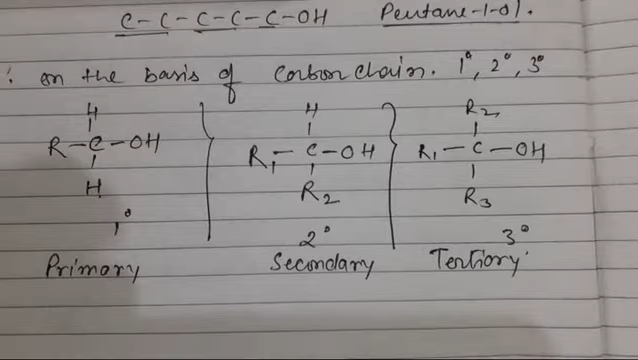 C-C-C-C-C-OH Pentane-1-ol.
: on the basis of Carbon chain. 1°, 2°, 3°
H H R2
R-C-OH R1-C-OH R1-C-OH
H R2 R3
1° 2° 3°
Primary Secondary Tertiory.